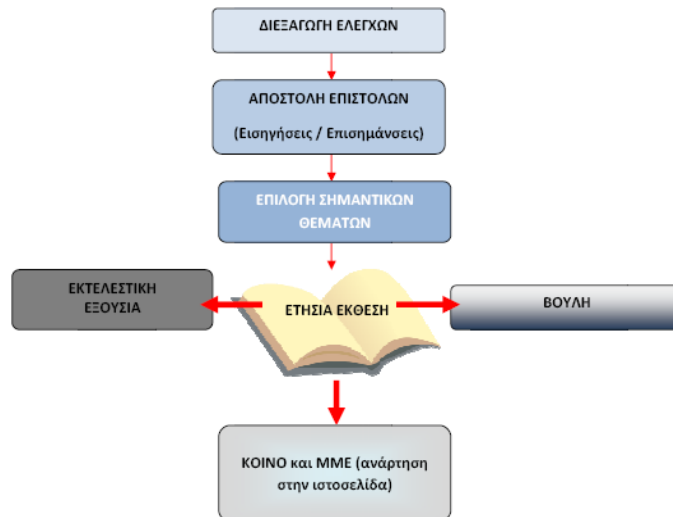 ΔΙΕΞΑΓΩΓΗ ΕΛΕΓΧΩΝ
ΑΠΟΣΤΟΛΗ ΕΠΙΣΤΟΛΩΝ
(Εισηγήσεις / Επισημάνσεις)
ΕΠΙΛΟΓΗ ΣΗΜΑΝΤΙΚΩΝ
ΘΕΜΑΤΩΝ
ΕΚΤΕΛΕΣΤΙΚΗ
ΕΞΟΥΣΙΑ
ΕΤΗΣΙΑ ΕΚΘΕΣΗ
ΒΟΥΛΗ
ΚΟΙΝΟ και ΜΜΕ (ανάρτηση
στην ιστοσελίδα)